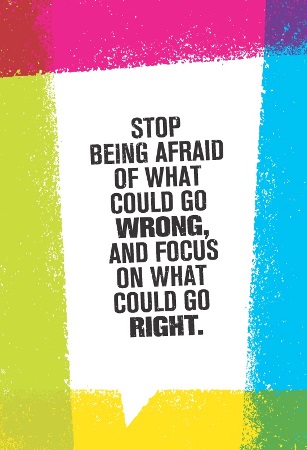 STOP
BEING AFRAID
OF WHAT
COULD GO
WRONG,
AND FOCUS
ON WHAT
COULD GO
RIGHT.